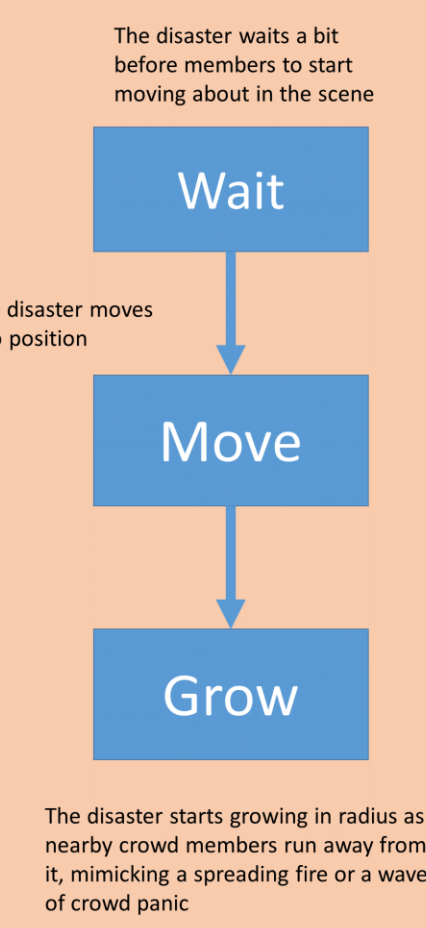 The disaster waits a bit
before members to start
moving about in the scene
Wait
disaster moves
position
Move
Grow
The disaster starts growing in radius as
nearby crowd members run away from
it, mimicking a spreading fire or a wave
of crowd panic